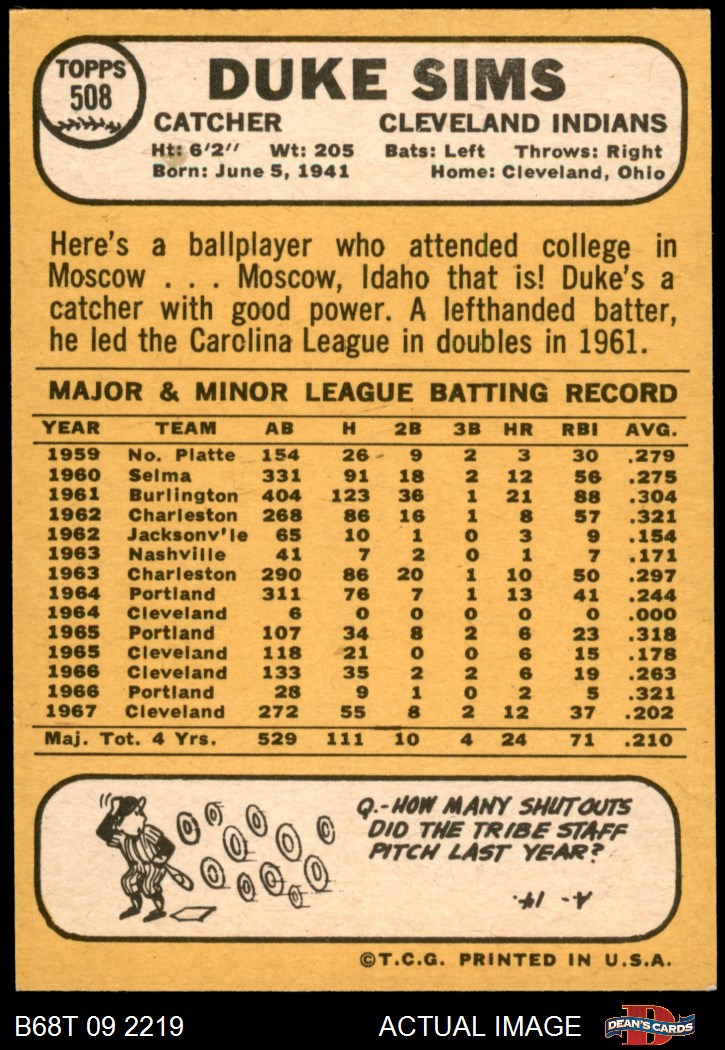 TOPPS
508
DUKE SIMS
CATCHER CLEVELAND INDIANS
Ht: 6'2" Wt: 205 Bats: Left Throws: Right
Born: June 5, 1941 Home: Cleveland, Ohio
Here's a ballplayer who attended college in
Moscow . . . Moscow, Idaho that is! Duke's a
catcher with good power. A lefthanded batter,
he led the Carolina League in doubles in 1961.
MAJOR & MINOR LEAGUE BATTING RECORD
YEAR TEAM AB H 2B 3B HR RBI AVG.
1959 No. Platte 154 26 9 2 3 30 .279
1960 Selma 331 91 18 2 12 56 .275
1961 Burlington 404 123 36 1 21 88 .304
1962 Charleston 268 86 16 1 8 57 .321
1962 Jacksonv'le 65 10 1 0 3 9 .154
1963 Nashville 41 7 2 0 1 7 .171
1963 Charleston 290 86 20 1 10 50 .297
1964 Portland 311 76 7 1 13 41 .244
1964 Cleveland 6 0 0 0 0 0 .000
1965 Portland 107 34 8 2 6 23 .318
1965 Cleveland 118 21 0 0 6 15 .178
1966 Cleveland 133 35 2 2 6 19 .263
1966 Portland 28 9 1 0 2 5 .321
1967 Cleveland 272 55 8 2 12 37 .202
Maj. Tot. 4 Yrs. 529 111 10 4 24 71 .210
Q.-HOW MANY SHUTOUTS
DID THE TRIBE STAFF
PITCH LAST YEAR?
A- 14.
©T.C.G. PRINTED IN U.S.A.
B68T 09 2219 ACTUAL IMAGE
DEAN'S CARDS